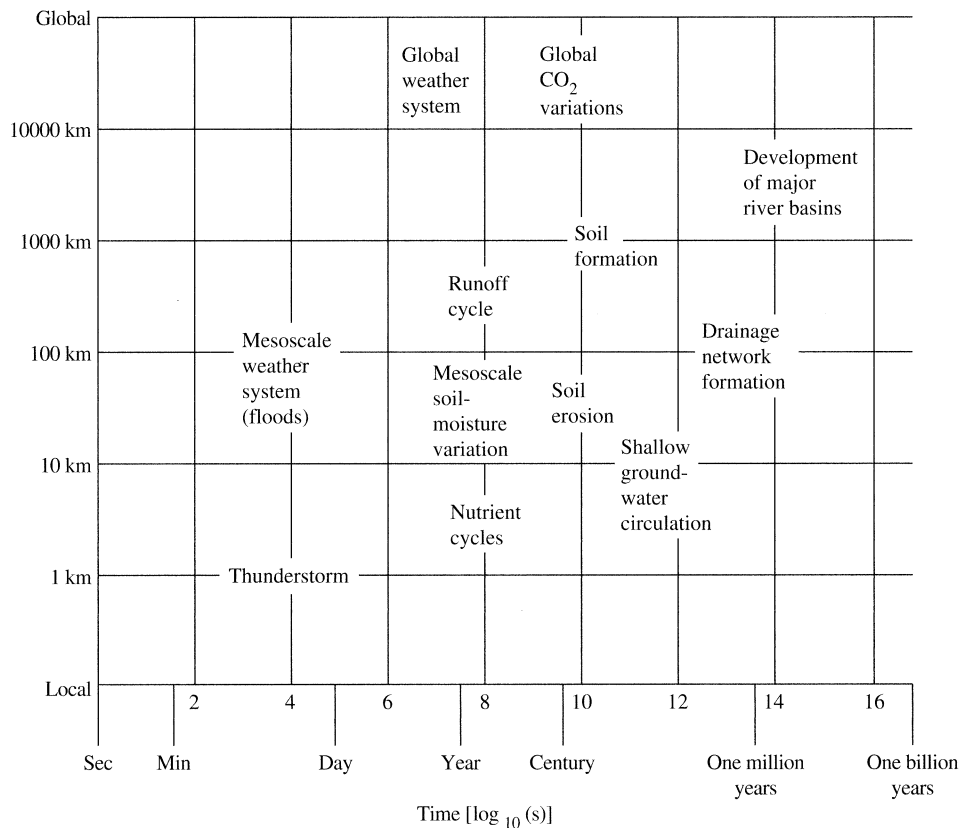 Global
Global
weather
system
Global
CO2
variations
10000 km
Development
of major
river basins
1000 km
Soil
formation
Runoff
cycle
Mesoscale
weather
system
(floods)
Drainage
network
formation
100 km
Mesoscale
soil-
moisture
variation
Soil
erosion
Shallow
ground-
water
circulation
10 km
Nutrient
cycles
1 km
Thunderstorm
Local
2 4 6 8 10 12 14 16
Sec Min Day Year Century One million
years
One billion
years
Time [log10 (s)]